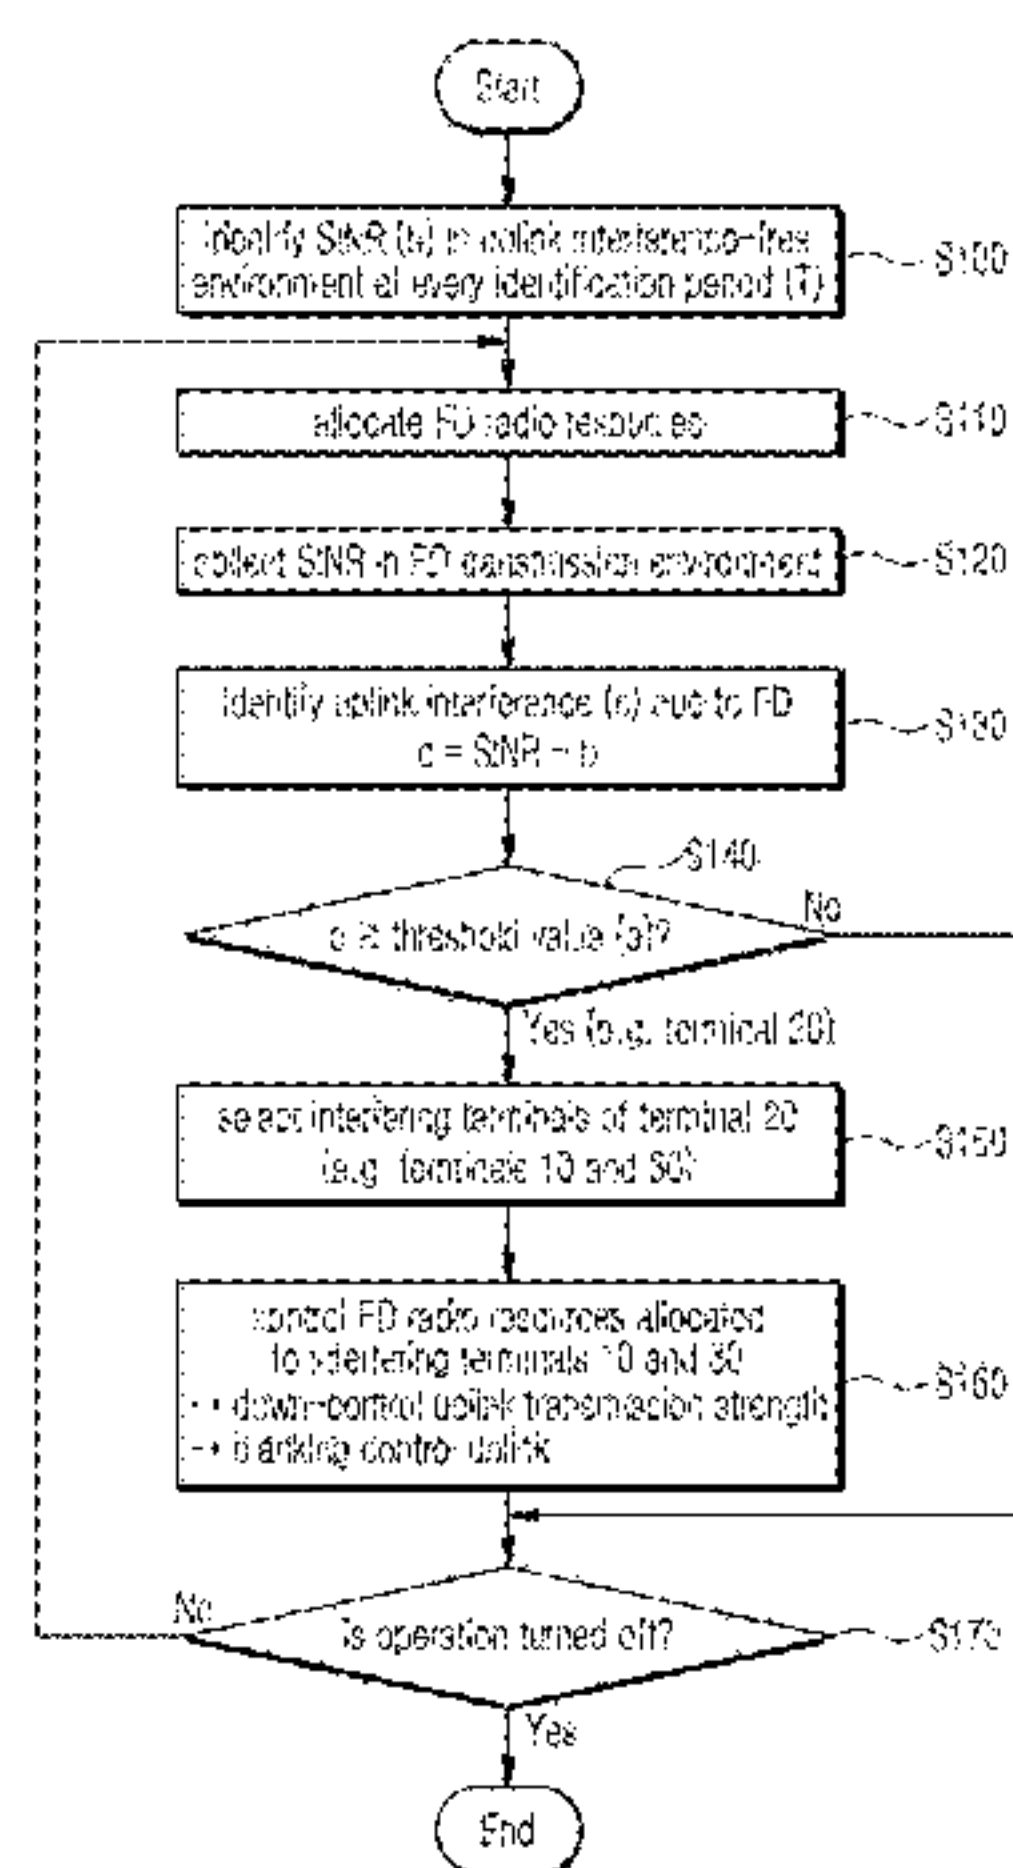 Start
identify SINR (b) in uplink interference-free
environment at every identification period (T)
S100
allocate FD radio resources
S110
collect SINR in FD transmission environment
S120
identify uplink interference (c) due to FD
c = SINR - b
S130
S140
No
c ≥ threshold value (a)?
Yes (e.g. terminal 20)
select interfering terminals of terminal 20
(e.g. terminals 10 and 30)
S150
control FD radio resources allocated
to interfering terminals 10 and 30
down-control uplink transmission strength
blanking control uplink
S160
No
is operation turned off?
S170
Yes
End